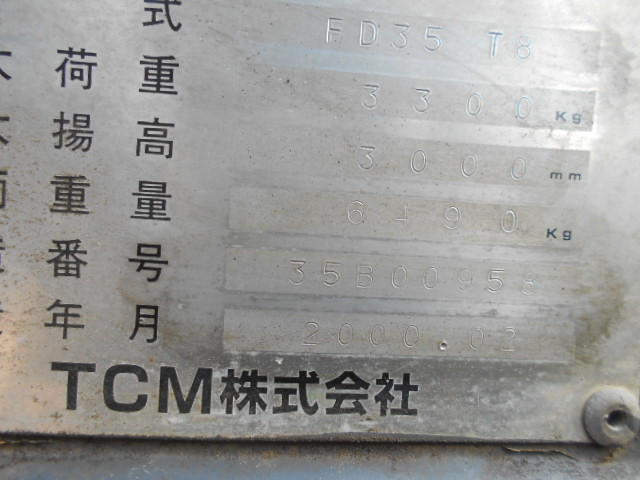 式 FD35 T8
荷重 3300 Kg
揚高 3000 mm
重量 6490 Kg
番号 35B00958
年月 2000.02
TCM株式会社